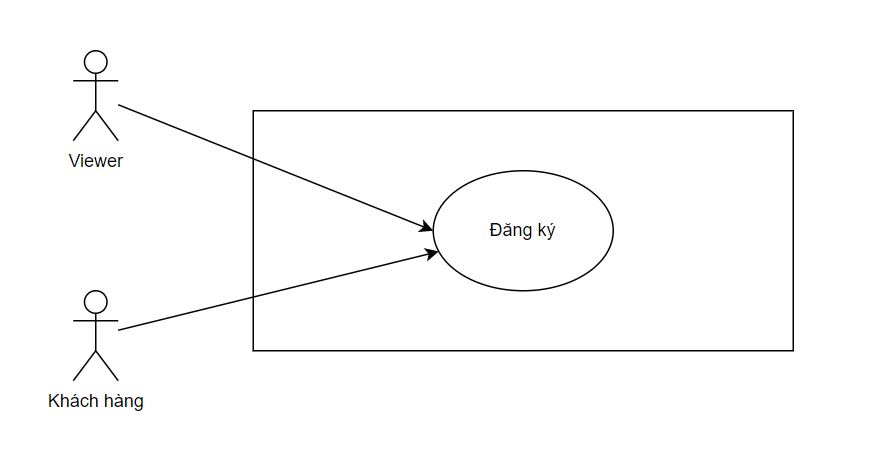 Viewer
Đăng ký
Khách hàng